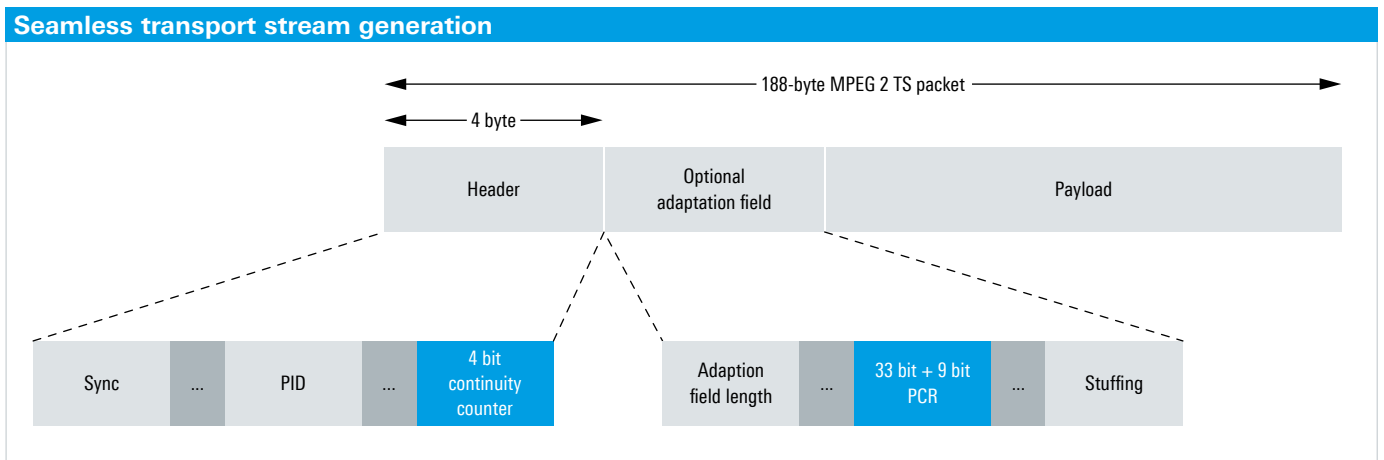 Seamless transport stream generation
188-byte MPEG 2 TS packet
4 byte
Header
Optional
adaptation field
Payload
Sync
...
PID
...
4 bit
continuity
counter
Adaption
field length
...
33 bit + 9 bit
PCR
...
Stuffing